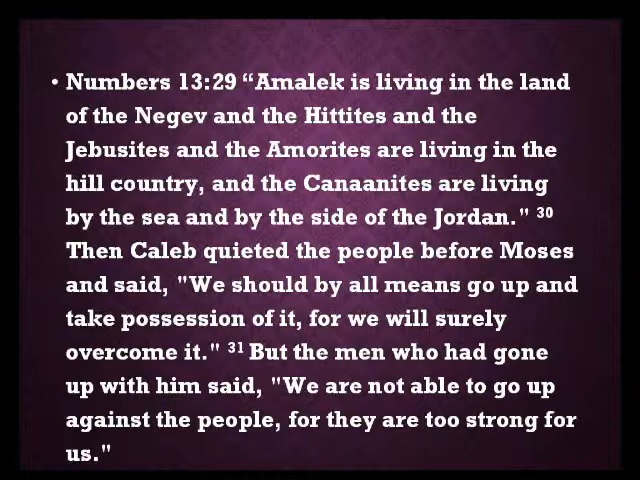 • Numbers 13:29 “Amalek is living in the land
of the Negev and the Hittites and the
Jebusites and the Amorites are living in the
hill country, and the Canaanites are living
by the sea and by the side of the Jordan." 30
Then Caleb quieted the people before Moses
and said, "We should by all means go up and
take possession of it, for we will surely
overcome it." 31 But the men who had gone
up with him said, "We are not able to go up
against the people, for they are too strong for
us."